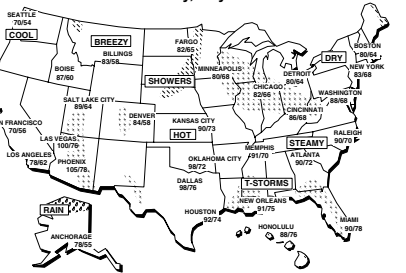 SEATTLE
70/54
COOL
BREEZY
BILLINGS
83/58
FARGO
82/65
BOISE
87/60
SHOWERS
MINNEAPOLIS
80/68
CHICAGO
82/66
DETROIT
80/64
DRY
BOSTON
80/64
NEW YORK
83/68
WASHINGTON
88/68
CINCINNATI
86/68
SALT LAKE CITY
89/64
DENVER
84/58
KANSAS CITY
90/73
HOT
N FRANCISCO
70/56
LAS VEGAS
100/76
LOS ANGELES
78/62
PHOENIX
105/78
OKLAHOMA CITY
98/72
DALLAS
98/76
MEMPHIS
91/70
STEAMY
ATLANTA
90/72
RALEIGH
90/70
T-STORMS
NEW ORLEANS
91/75
HOUSTON
92/74
MIAMI
90/78
RAIN
ANCHORAGE
78/55
HONOLULU
88/76